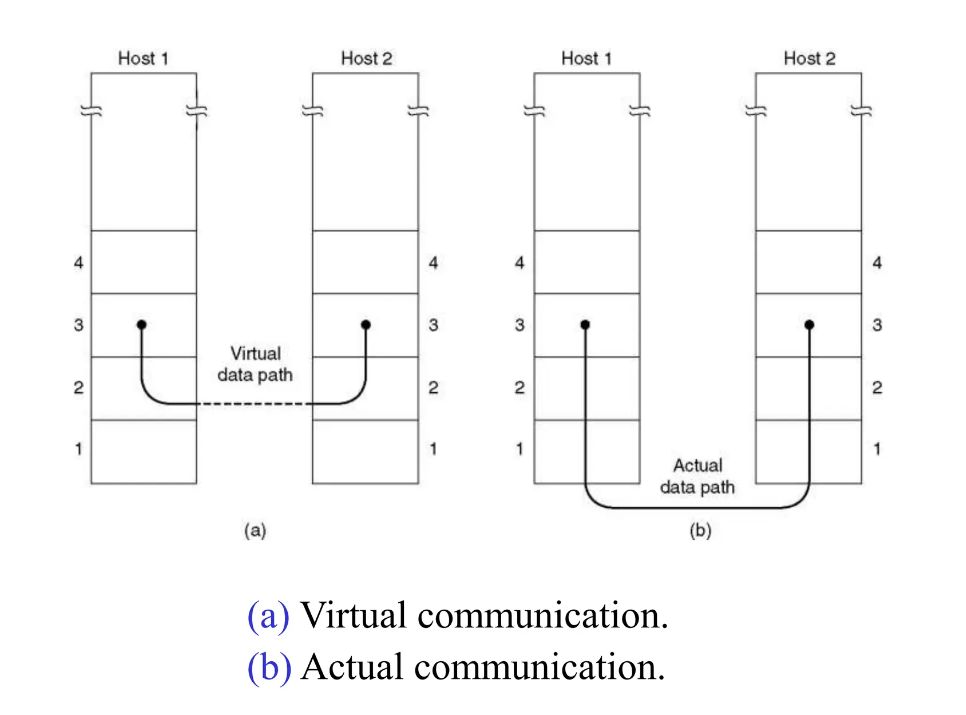 Host 1
Host 2
Host 1
Host 2
4
4
4
4
3
3
3
3
Virtual
data path
2
2
2
2
1
1
1
1
Actual
data path
(a)
(b)
(a) Virtual communication.
(b) Actual communication.